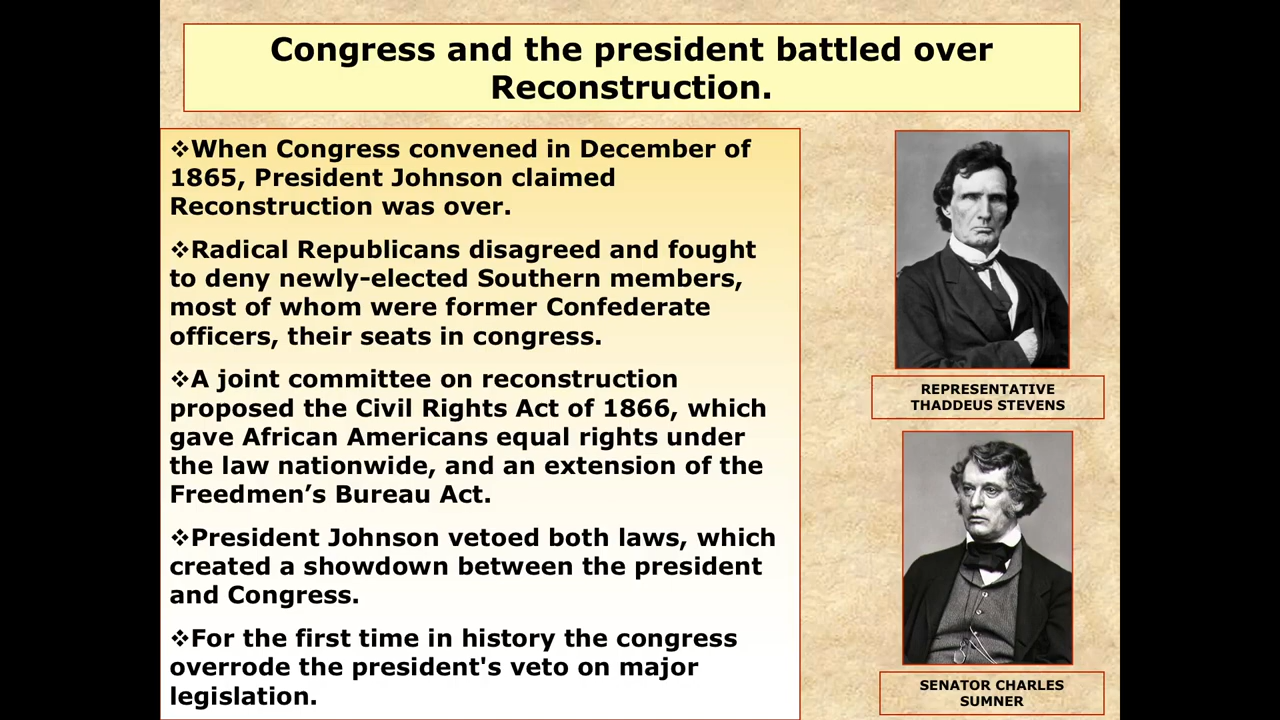 Congress and the president battled over
Reconstruction.
❖When Congress convened in December of
1865, President Johnson claimed
Reconstruction was over.
❖Radical Republicans disagreed and fought
to deny newly-elected Southern members,
most of whom were former Confederate
officers, their seats in congress.
❖A joint committee on reconstruction
proposed the Civil Rights Act of 1866, which
gave African Americans equal rights under
the law nationwide, and an extension of the
Freedmen’s Bureau Act.
❖President Johnson vetoed both laws, which
created a showdown between the president
and Congress.
❖For the first time in history the congress
overrode the president's veto on major
legislation.
REPRESENTATIVE
THADDEUS STEVENS
SENATOR CHARLES
SUMNER